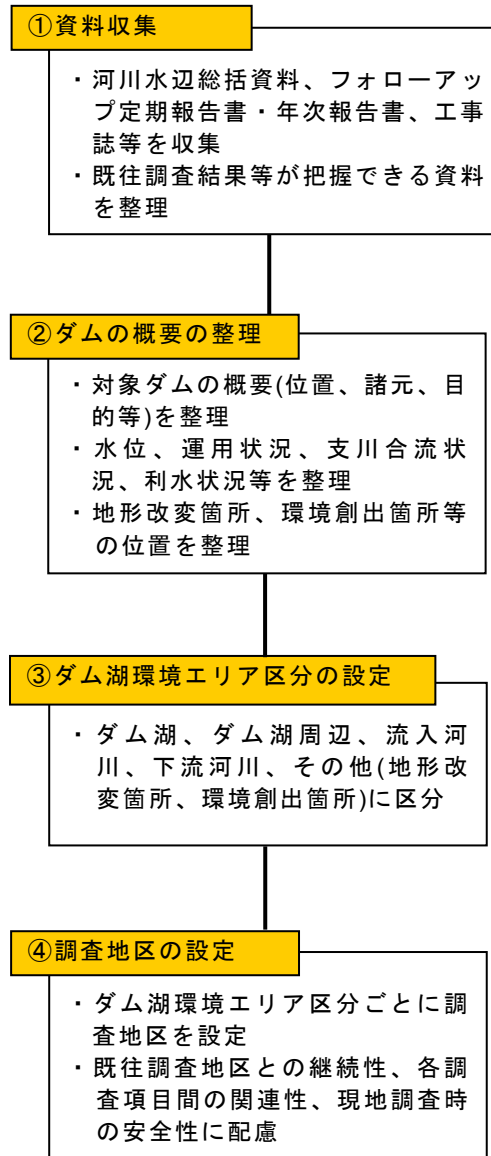 ①資料収集
・河川水辺総括資料、フォローアッ
プ定期報告書・年次報告書、工事
誌等を収集
・既往調査結果等が把握できる資料
を整理
②ダムの概要の整理
・対象ダムの概要(位置、諸元、目
的等)を整理
・水位、運用状況、支川合流状
況、利水状況等を整理
・地形改変箇所、環境創出箇所等
の位置を整理
③ダム湖環境エリア区分の設定
・ダム湖、ダム湖周辺、流入河
川、下流河川、その他(地形改
変箇所、環境創出箇所)に区分
④調査地区の設定
・ダム湖環境エリア区分ごとに調
査地区を設定
・既往調査地区との継続性、各調
査項目間の関連性、現地調査時
の安全性に配慮